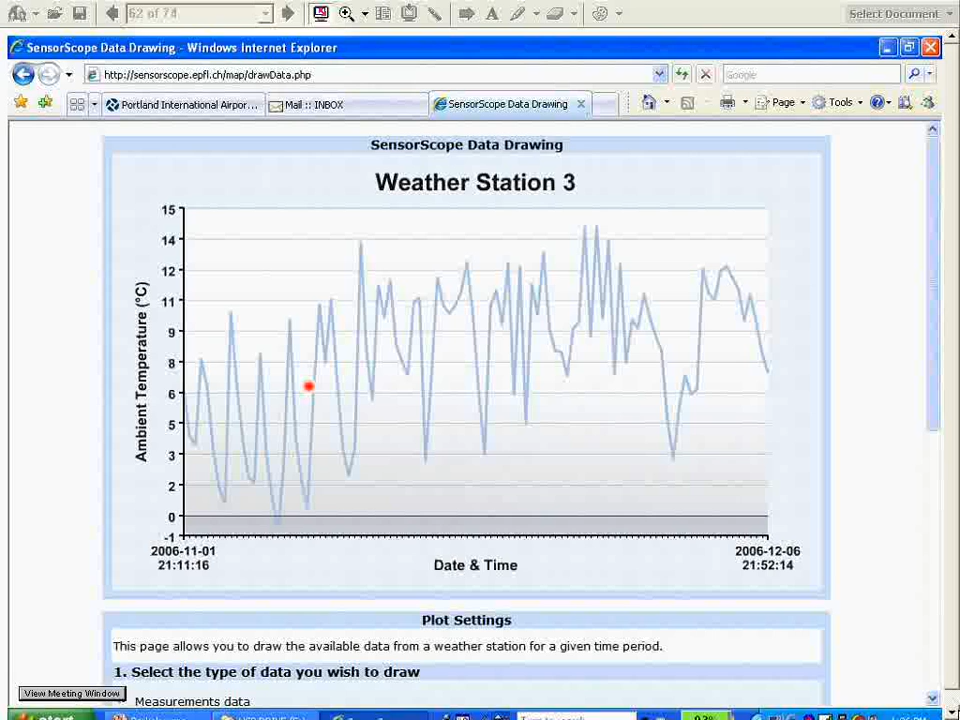 62 of 74
Select Document
SensorScope Data Drawing - Windows Internet Explorer
http://sensorscope.epfl.ch/map/drawData.php
Google
Portland International Airpor...
Mail :: INBOX
SensorScope Data Drawing
Page
Tools
SensorScope Data Drawing
Weather Station 3
15
14
12
11
9
8
6
5
3
2
0
-1
Ambient Temperature (°C)
2006-11-01
21:11:16
Date & Time
2006-12-06
21:52:14
Plot Settings
This page allows you to draw the available data from a weather station for a given time period.
1. Select the type of data you wish to draw
View Meeting Window
Measurements data
start
Type to search
93%